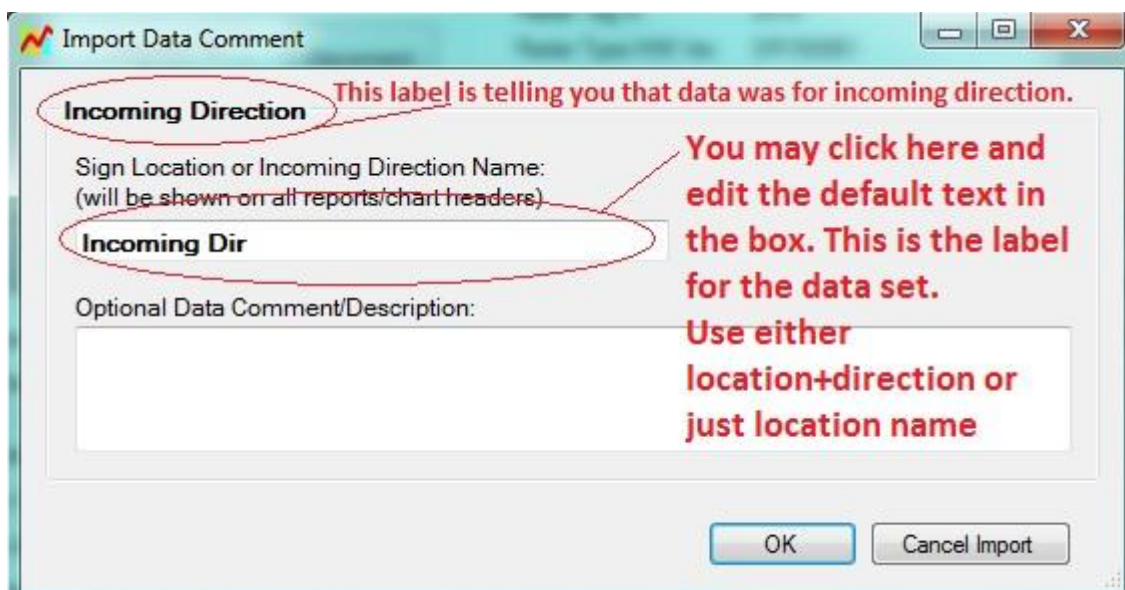 Import Data Comment
Incoming Direction
This label is telling you that data was for incoming direction.
Sign Location or Incoming Direction Name:
(will be shown on all reports/chart headers)
Incoming Dir
You may click here and
edit the default text in
the box. This is the label
for the data set.
Use either
location+direction or
just location name
Optional Data Comment/Description:
OK
Cancel Import